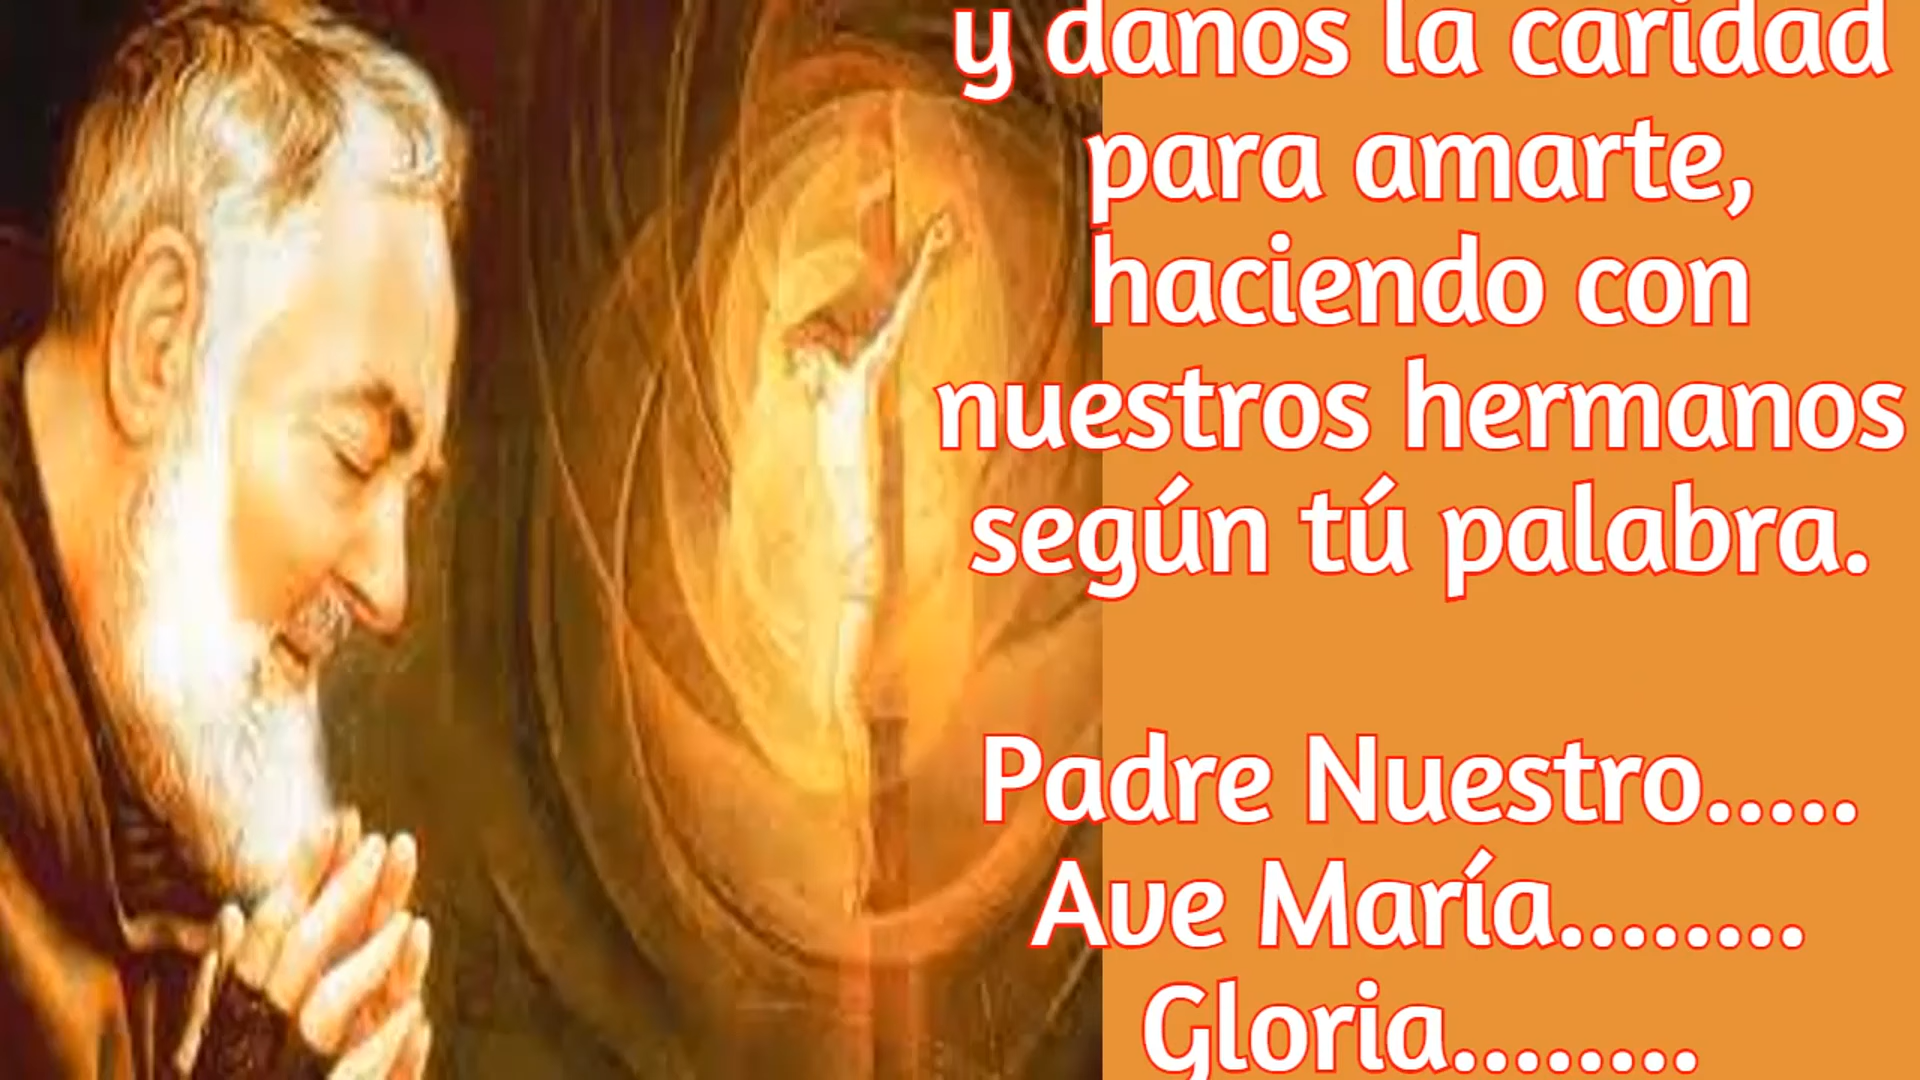 y danos la caridad
para amarte,
haciendo con
nuestros hermanos
según tú palabra.
Padre Nuestro.....
Ave María........
Gloria........